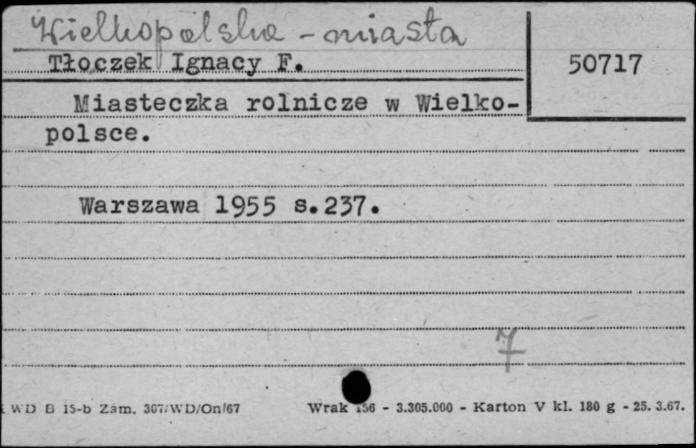 Wielkopolska - miasta
Tłoczek Ignacy F.
50717
Miasteczka rolnicze w Wielko-
polsce.
Warszawa 1955 s.237.
7
WD B 15-b Zam. 307/WD/On/67 Wrak 156 - 3.305.000 - Karton V kl. 180 g - 25. 3.67.